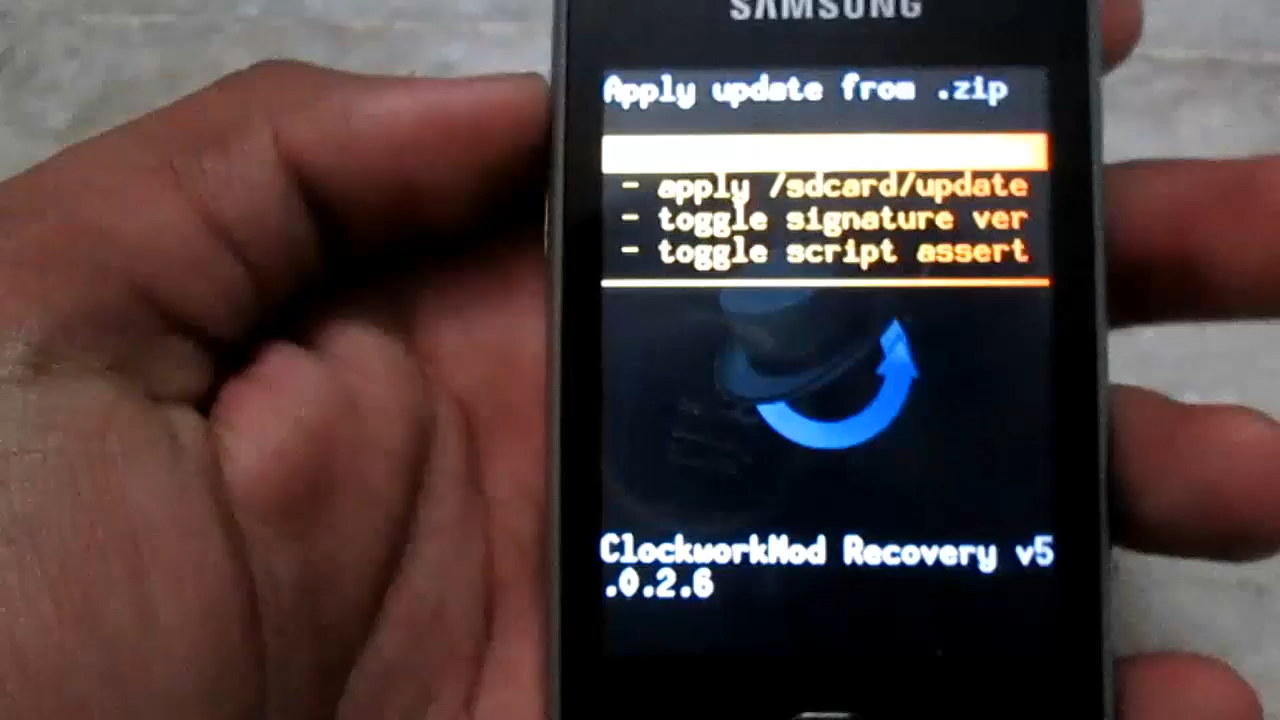 SAMSUNG
Apply update from .zip
- apply /sdcard/update
- toggle signature ver
- toggle script assert
ClockworkMod Recovery v5
.0.2.6